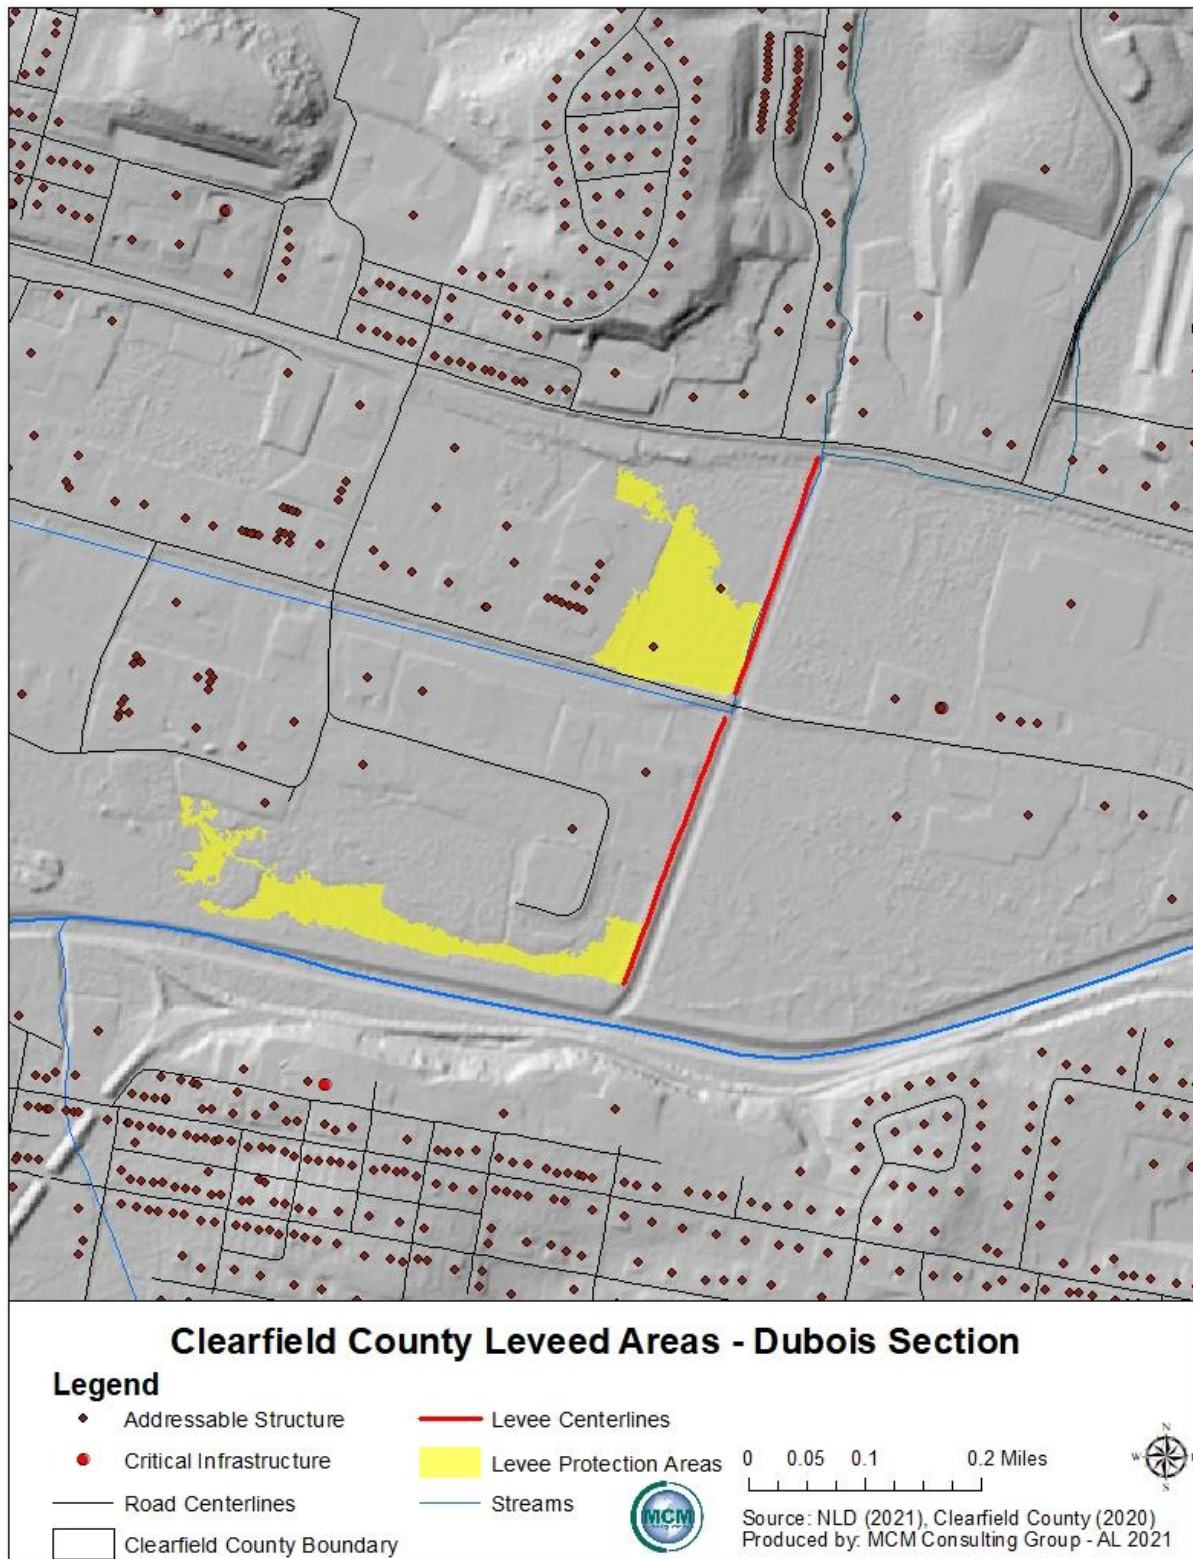 Clearfield County Leveed Areas - Dubois Section
Legend
Addressable Structure
Critical Infrastructure
Road Centerlines
Clearfield County Boundary
Levee Centerlines
Levee Protection Areas
Streams
0 0.05 0.1 0.2 Miles
N
W
S
MCM
Source: NLD (2021), Clearfield County (2020)
Produced by: MCM Consulting Group - AL 2021